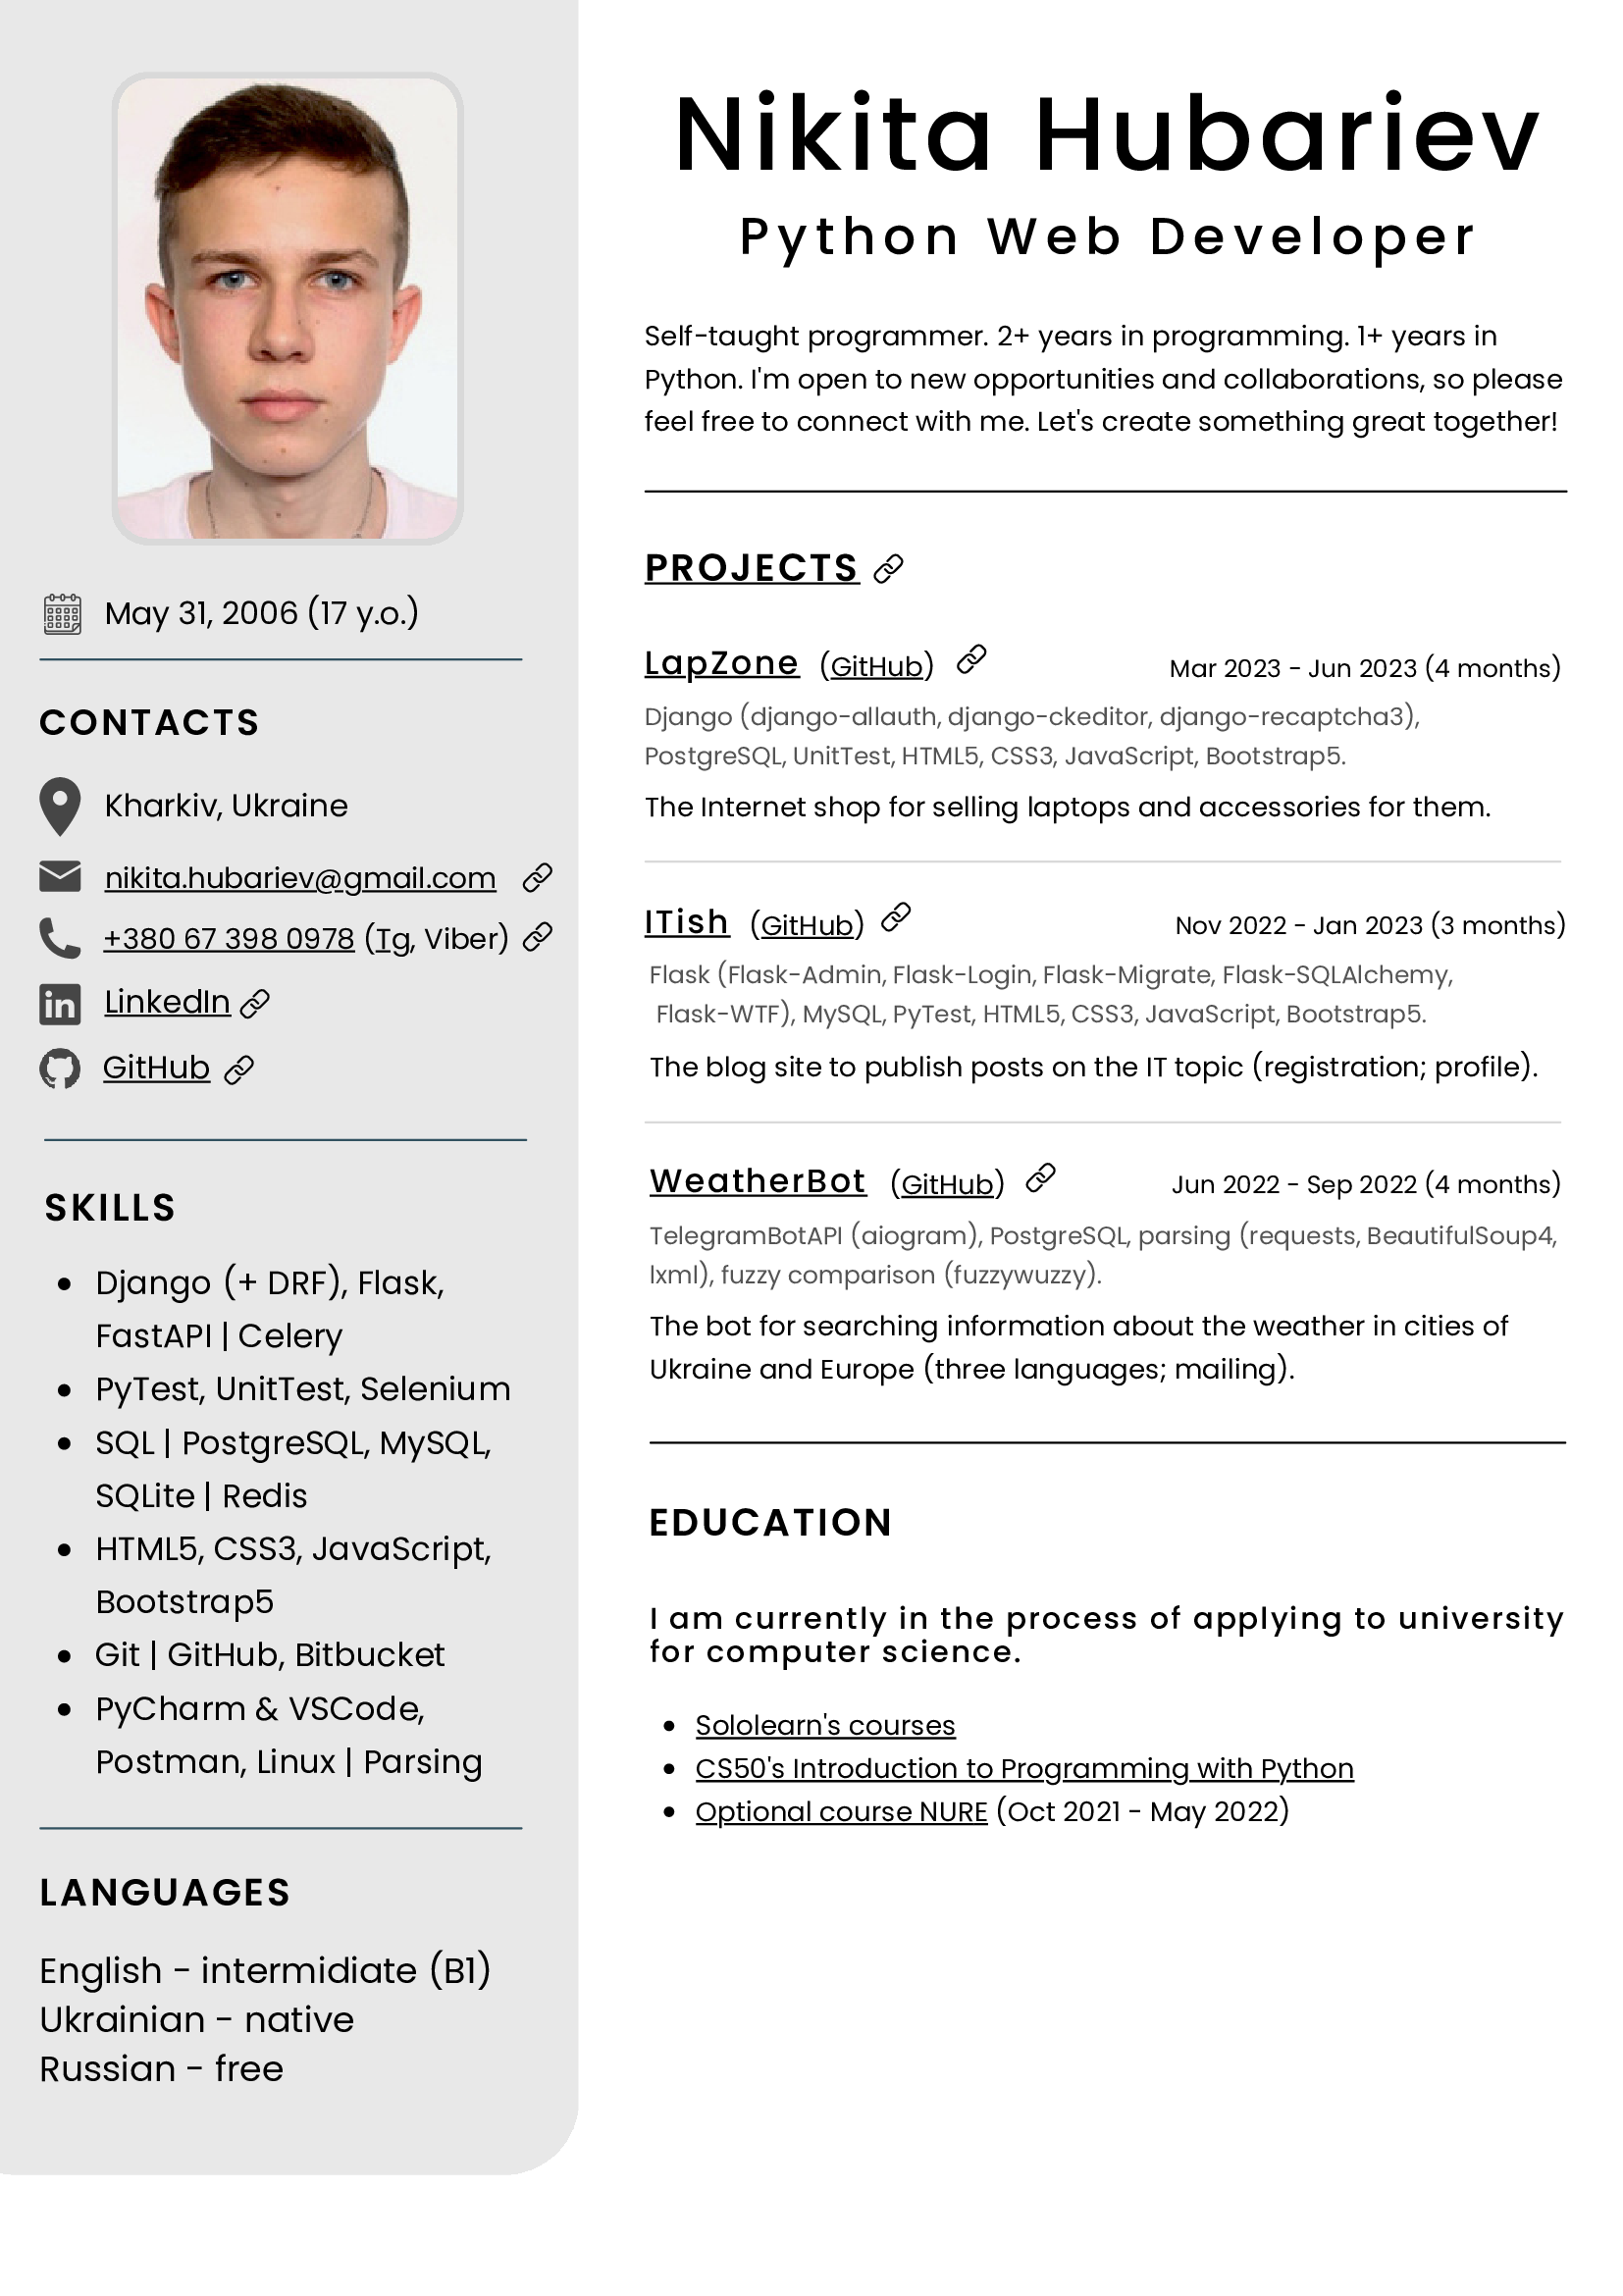 Nikita Hubariev
Python Web Developer
Self-taught programmer. 2+ years in programming. 1+ years in
Python. I'm open to new opportunities and collaborations, so please
feel free to connect with me. Let's create something great together!
May 31, 2006 (17 y.o.)
CONTACTS
Kharkiv, Ukraine
nikita.hubariev@gmail.com
+380 67 398 0978 (Tg, Viber)
LinkedIn
GitHub
SKILLS
• Django (+ DRF), Flask,
FastAPI | Celery
• PyTest, UnitTest, Selenium
• SQL | PostgreSQL, MySQL,
SQLite | Redis
• HTML5, CSS3, JavaScript,
Bootstrap5
• Git | GitHub, Bitbucket
• PyCharm & VSCode,
Postman, Linux | Parsing
LANGUAGES
English - intermidiate (B1)
Ukrainian - native
Russian - free
PROJECTS
LapZone (GitHub) Mar 2023 - Jun 2023 (4 months)
Django (django-allauth, django-ckeditor, django-recaptcha3),
PostgreSQL, UnitTest, HTML5, CSS3, JavaScript, Bootstrap5.
The Internet shop for selling laptops and accessories for them.
ITish (GitHub) Nov 2022 - Jan 2023 (3 months)
Flask (Flask-Admin, Flask-Login, Flask-Migrate, Flask-SQLAlchemy,
Flask-WTF), MySQL, PyTest, HTML5, CSS3, JavaScript, Bootstrap5.
The blog site to publish posts on the IT topic (registration; profile).
WeatherBot (GitHub) Jun 2022 - Sep 2022 (4 months)
TelegramBotAPI (aiogram), PostgreSQL, parsing (requests, BeautifulSoup4,
lxml), fuzzy comparison (fuzzywuzzy).
The bot for searching information about the weather in cities of
Ukraine and Europe (three languages; mailing).
EDUCATION
I am currently in the process of applying to university
for computer science.
• Sololearn's courses
• CS50's Introduction to Programming with Python
• Optional course NURE (Oct 2021 - May 2022)